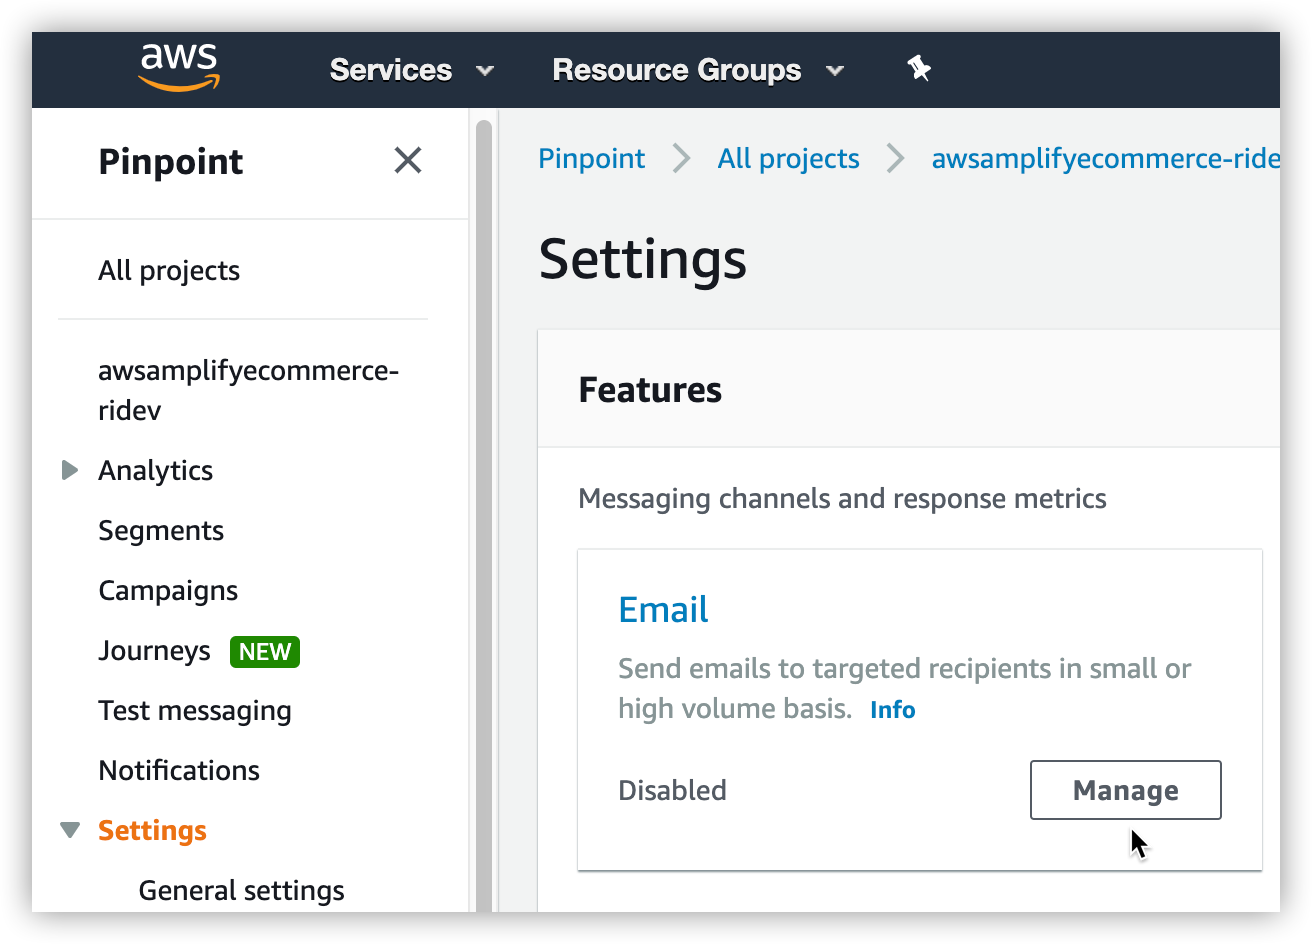 aws
Services
Resource Groups
Pinpoint
All projects
awsamplifyecommerce-
ridev
Analytics
Segments
Campaigns
Journeys NEW
Test messaging
Notifications
Settings
General settings
Pinpoint
All projects
awsamplifyecommerce-ride
Settings
Features
Messaging channels and response metrics
Email
Send emails to targeted recipients in small or
high volume basis. Info
Disabled
Manage